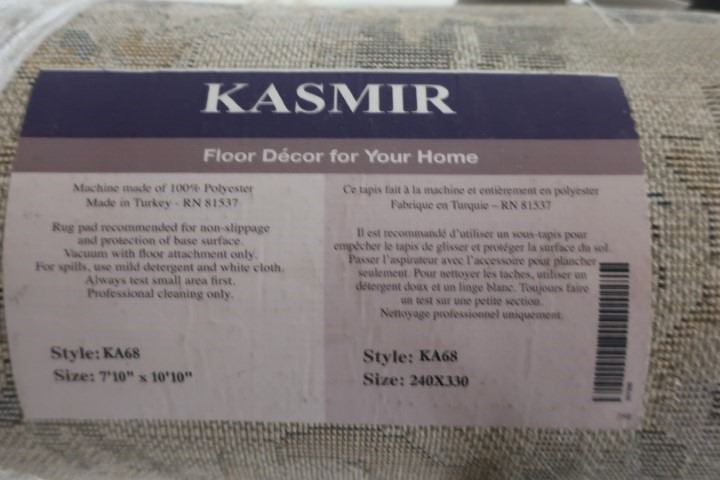 KASMIR
Floor Décor for Your Home
Machine made of 100% Polyester
Made in Turkey - RN 81537
Rug pad recommended for non-slippage
and protection of base surface.
Vacuum with floor attachment only.
For spills, use mild detergent and white cloth.
Always test small area first.
Professional cleaning only.
Style: KA68
Size: 7'10" x 10'10"
Ce tapis fait à la machine et entièrement en polyester
Fabrique en Turquie – RN 81537
Il est recommandé d'utiliser un sous-tapis pour
empêcher le tapis de glisser et protéger la surface du sol.
Passer l'aspirateur avec l'accessoire pour plancher
seulement. Pour nettoyer les taches, utiliser un
détergent doux et un linge blanc. Toujours faire
un test sur une petite section.
Nettoyage professionel uniquement.
Style: KA68
Size: 240X330